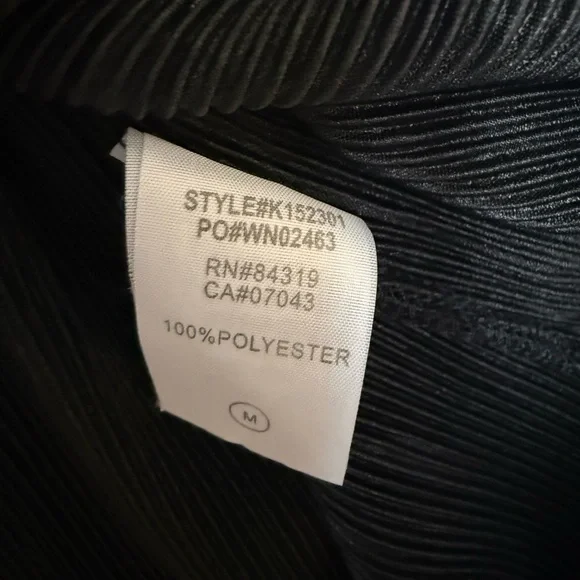 STYLE#K152301
PO#WN02463
RN#84319
CA#07043
100%POLYESTER
M